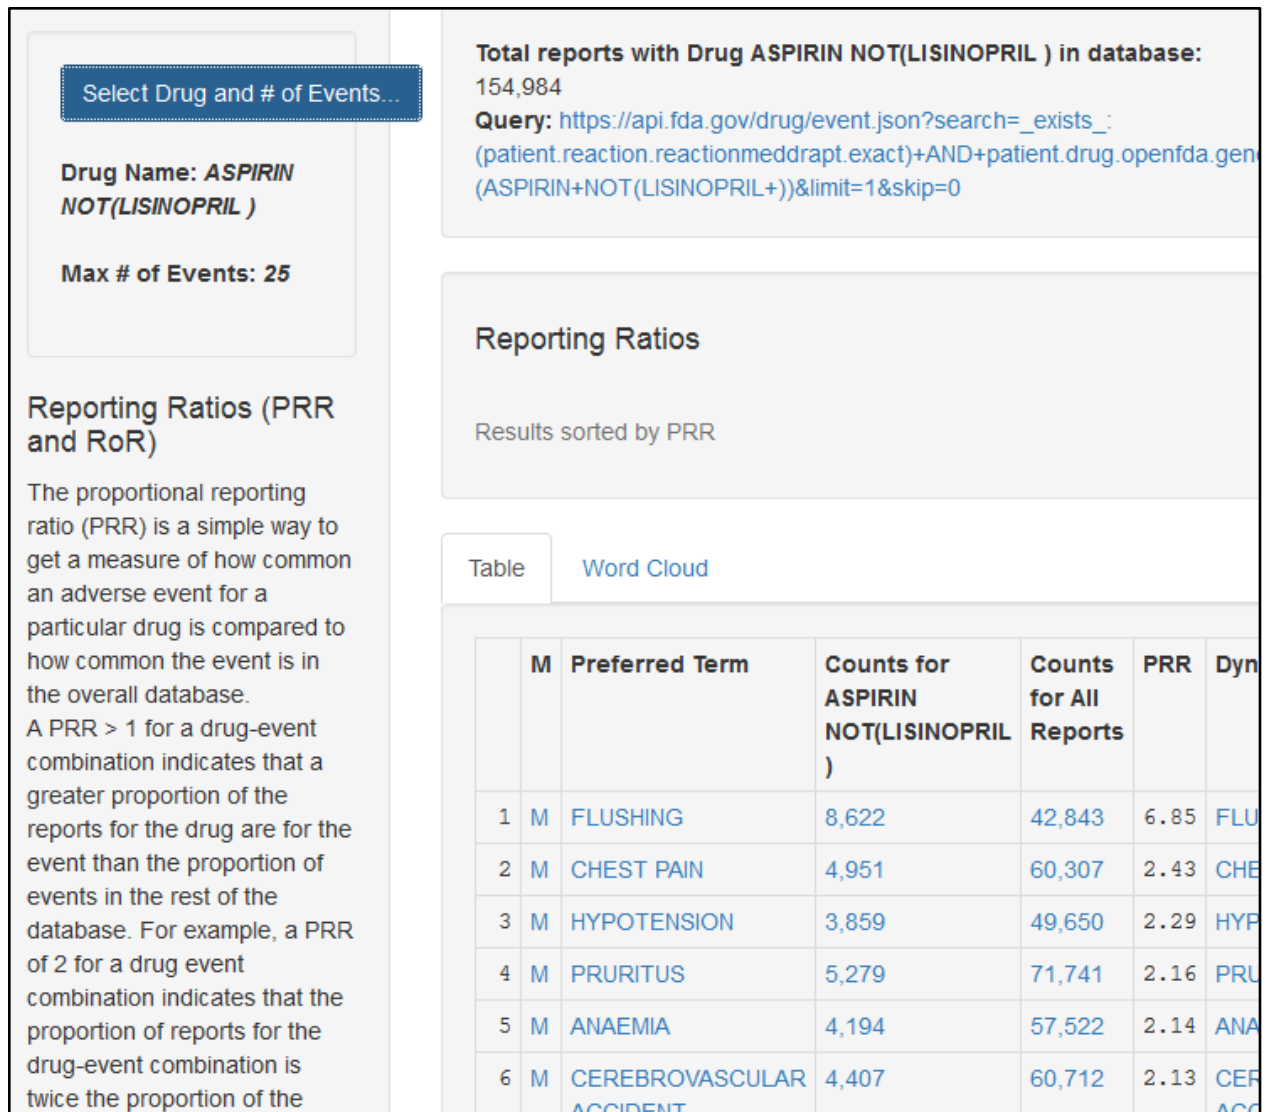 Select Drug and # of Events...
Drug Name: ASPIRIN
NOT(LISINOPRIL )
Max # of Events: 25
Reporting Ratios (PRR
and RoR)
The proportional reporting
ratio (PRR) is a simple way to
get a measure of how common
an adverse event for a
particular drug is compared to
how common the event is in
the overall database.
A PRR > 1 for a drug-event
combination indicates that a
greater proportion of the
reports for the drug are for the
event than the proportion of
events in the rest of the
database. For example, a PRR
of 2 for a drug event
combination indicates that the
proportion of reports for the
drug-event combination is
twice the proportion of the
Total reports with Drug ASPIRIN NOT(LISINOPRIL ) in database:
154,984
Query: https://api.fda.gov/drug/event.json?search=_exists_:
(patient.reaction.reactionmeddrapt.exact)+AND+patient.drug.openfda.gene
(ASPIRIN+NOT(LISINOPRIL+))&limit=1&skip=0
Reporting Ratios
Results sorted by PRR
Table Word Cloud
M Preferred Term Counts for ASPIRIN NOT(LISINOPRIL ) Counts for All Reports PRR Dyn
1 M FLUSHING 8,622 42,843 6.85 FLU
2 M CHEST PAIN 4,951 60,307 2.43 CHE
3 M HYPOTENSION 3,859 49,650 2.29 HYP
4 M PRURITUS 5,279 71,741 2.16 PRU
5 M ANAEMIA 4,194 57,522 2.14 ANA
6 M CEREBROVASCULAR 4,407 60,712 2.13 CER
ACCIDENT ACC